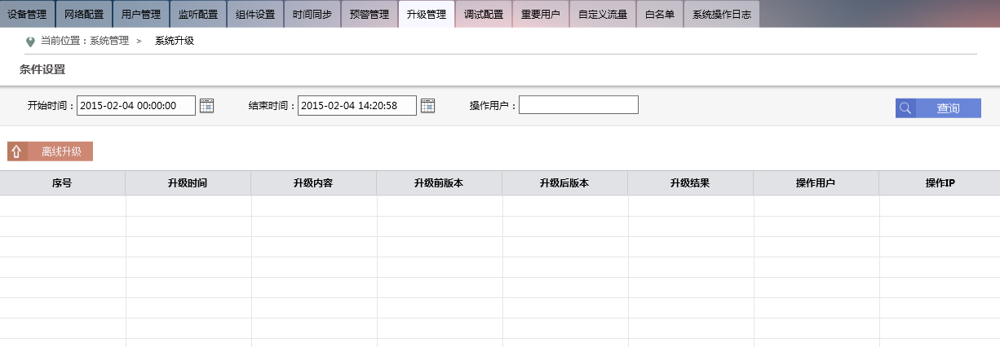 设备管理 网络配置 用户管理 监听配置 组件设置 时间同步 预警管理 升级管理 调试配置 重要用户 自定义流量 白名单 系统操作日志
当前位置：系统管理 > 系统升级
条件设置
开始时间：2015-02-04 00:00:00 结束时间：2015-02-04 14:20:58 操作用户： 查询
离线升级
序号 升级时间 升级内容 升级前版本 升级后版本 升级结果 操作用户 操作IP